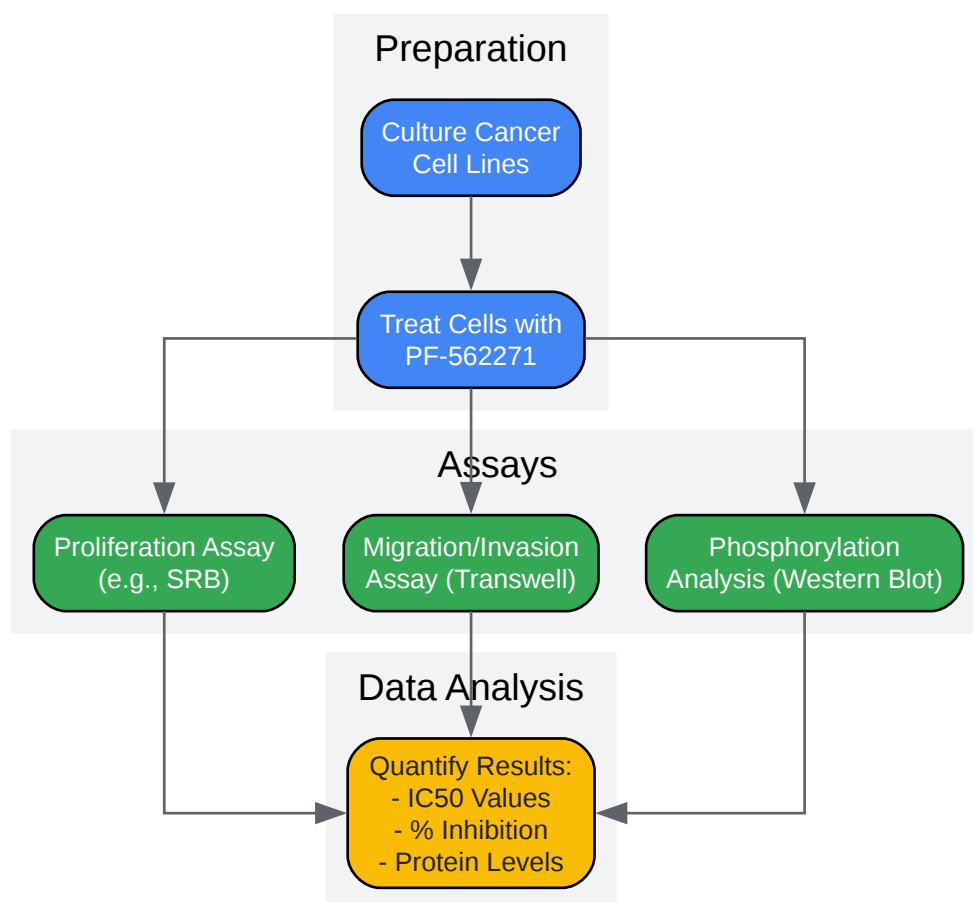 Preparation
Culture Cancer
Cell Lines
Treat Cells with
PF-562271
Assays
Proliferation Assay
(e.g., SRB)
Migration/Invasion
Assay (Transwell)
Phosphorylation
Analysis (Western Blot)
Data Analysis
Quantify Results:
- IC50 Values
- % Inhibition
- Protein Levels